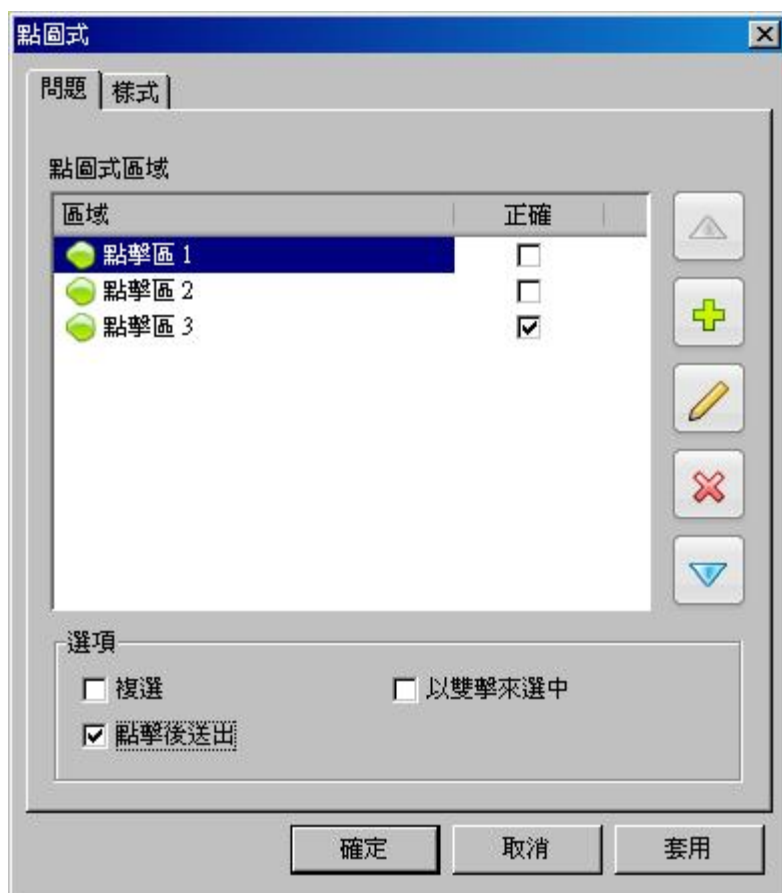 點圖式
問題 樣式
點圖式區域
區域 正確
點擊區 1
點擊區 2
點擊區 3
選項
複選 以雙擊來選中
點擊後送出
確定 取消 套用